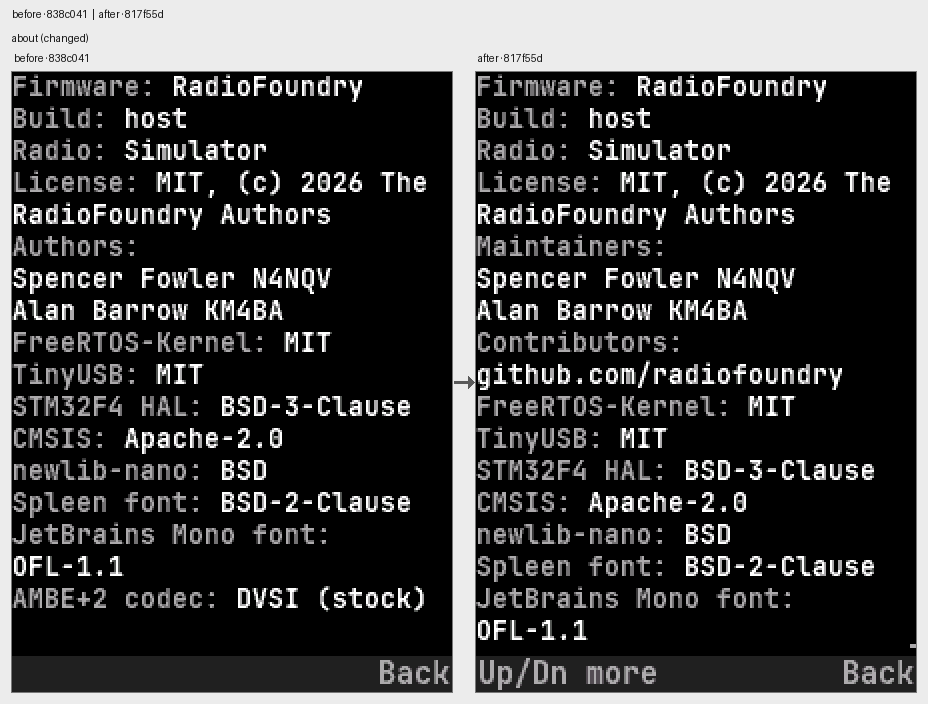 before·838c041 | after·817f55d
about (changed)
before·838c041
Firmware: RadioFoundry
Build: host
Radio: Simulator
License: MIT, (c) 2026 The
RadioFoundry Authors
Authors:
Spencer Fowler N4NQV
Alan Barrow KM4BA
FreeRTOS-Kernel: MIT
TinyUSB: MIT
STM32F4 HAL: BSD-3-Clause
CMSIS: Apache-2.0
newlib-nano: BSD
Spleen font: BSD-2-Clause
JetBrains Mono font:
OFL-1.1
AMBE+2 codec: DVSI (stock)
Back
after·817f55d
Firmware: RadioFoundry
Build: host
Radio: Simulator
License: MIT, (c) 2026 The
RadioFoundry Authors
Maintainers:
Spencer Fowler N4NQV
Alan Barrow KM4BA
Contributors:
github.com/radiofoundry
FreeRTOS-Kernel: MIT
TinyUSB: MIT
STM32F4 HAL: BSD-3-Clause
CMSIS: Apache-2.0
newlib-nano: BSD
Spleen font: BSD-2-Clause
JetBrains Mono font:
OFL-1.1
Up/Dn more Back